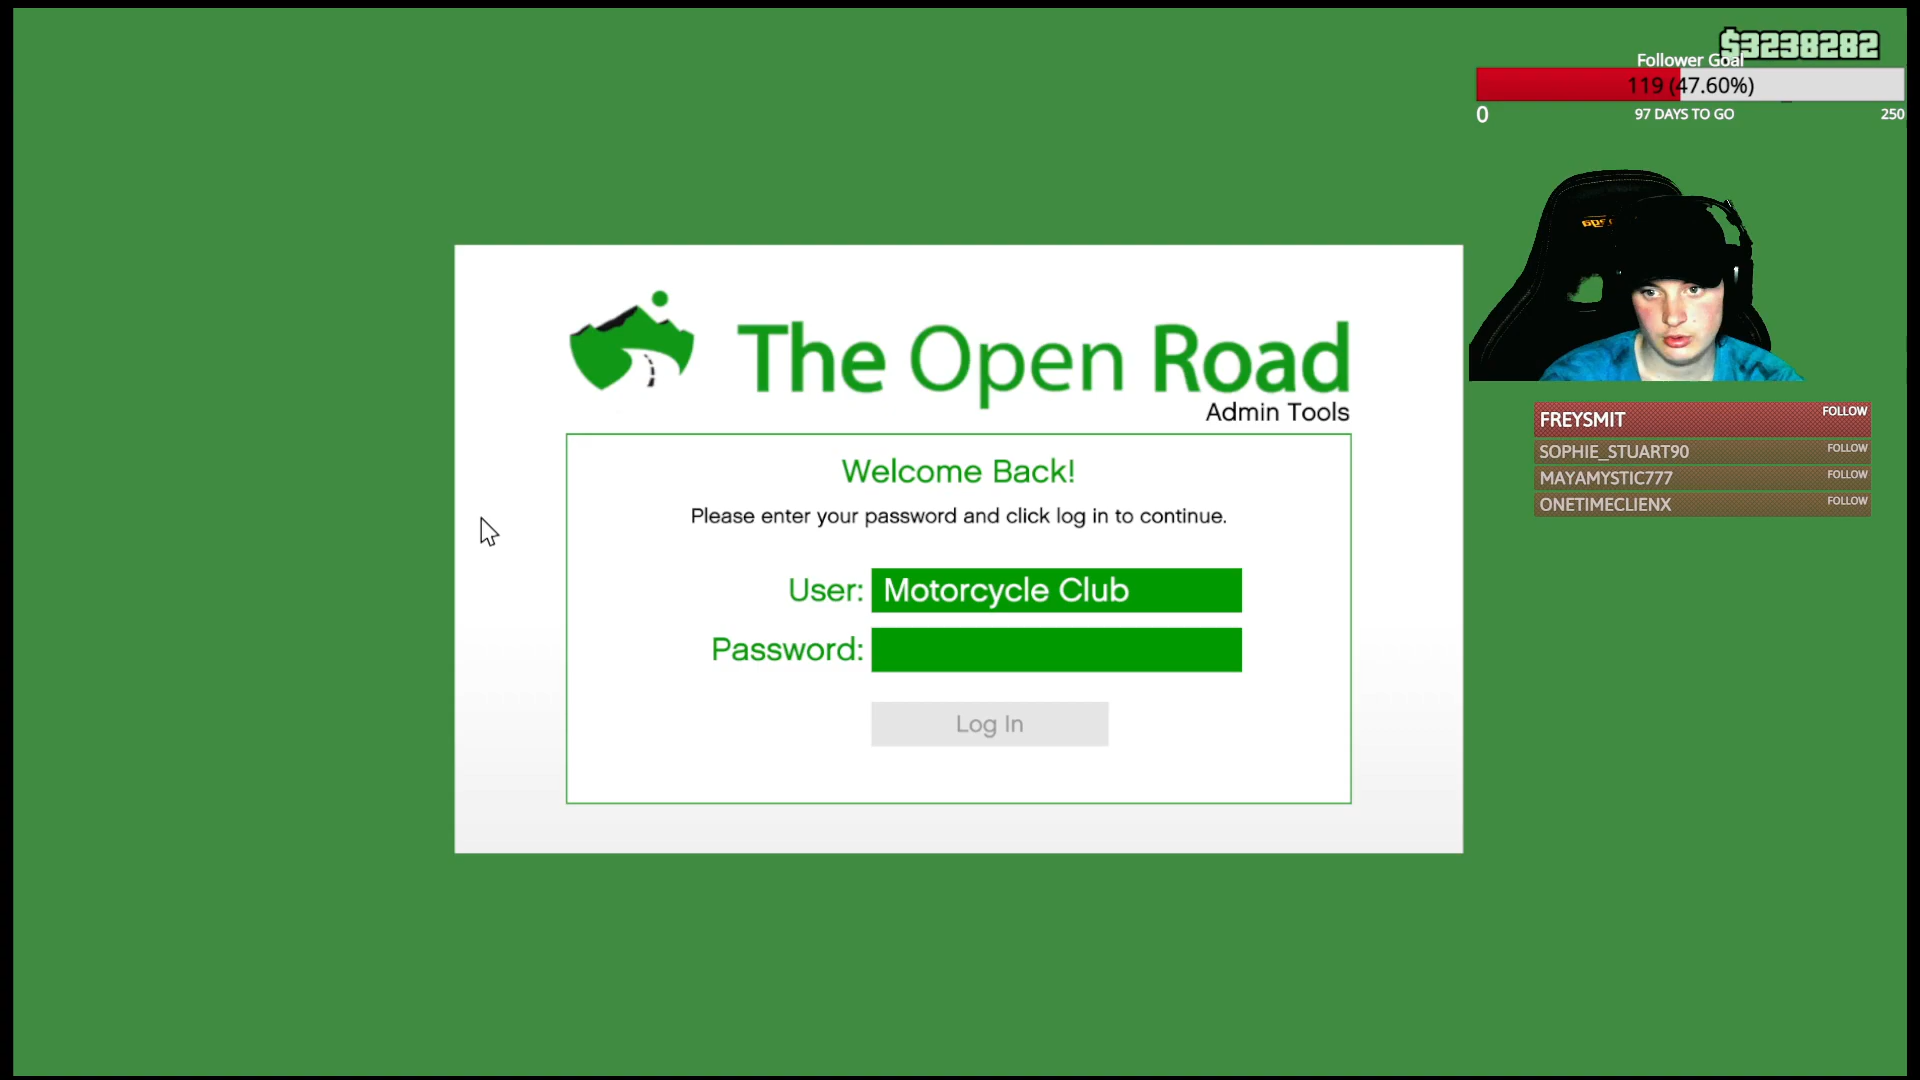 $3238282
Follower Goal
119 (47.60%)
0
97 DAYS TO GO
250
The Open Road
Admin Tools
Welcome Back!
Please enter your password and click log in to continue.
User: Motorcycle Club
Password:
Log In
FREYSMIT FOLLOW
SOPHIE_STUART90 FOLLOW
MAYAMYSTIC777 FOLLOW
ONETIMECLIENX FOLLOW